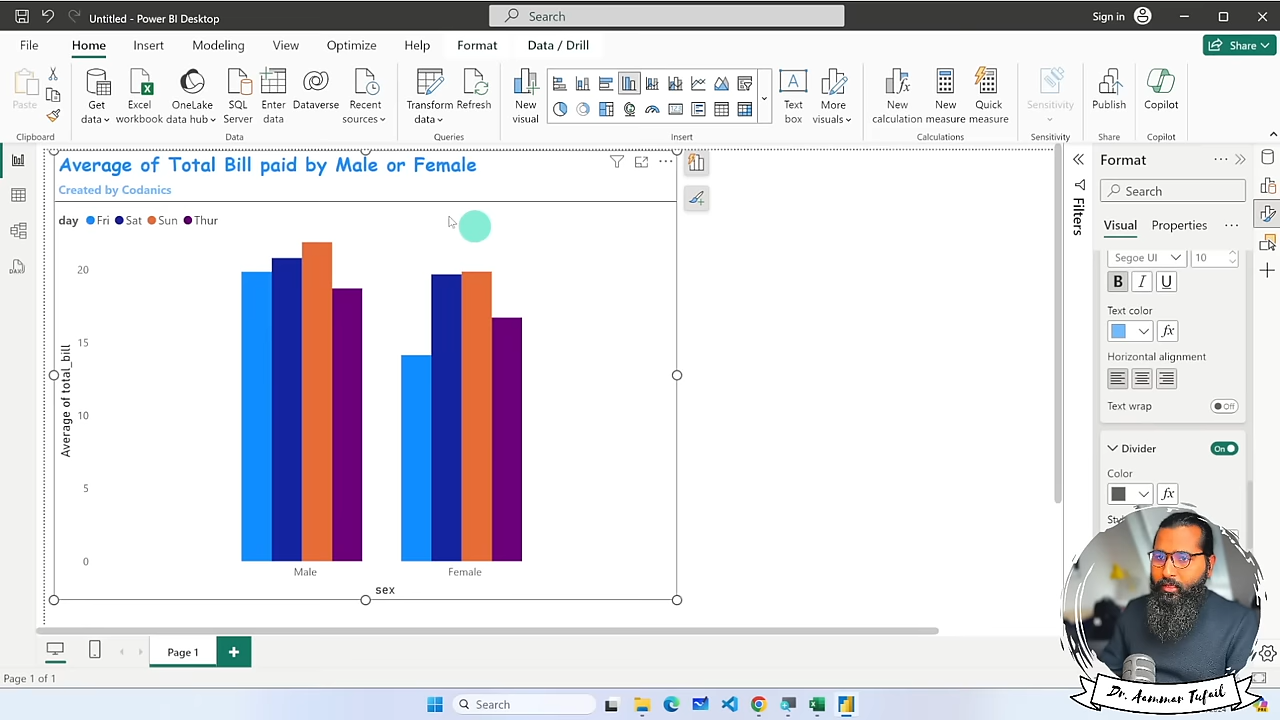 Untitled - Power BI Desktop
Search
Sign in
File Home Insert Modeling View Optimize Help Format Data / Drill
Share
Paste
Get data
Excel workbook
OneLake data hub
SQL Server
Enter data
Dataverse
Recent sources
Transform data
Refresh
New visual
Text box
More visuals
New calculation
New measure
Quick measure
Sensitivity
Publish
Copilot
Clipboard Data Queries Insert Calculations Sensitivity Share Copilot
Average of Total Bill paid by Male or Female
Created by Codanics
day Fri Sat Sun Thur
20
15
10
5
0
Average of total_bill
Male Female
sex
Filters
Format
Search
Visual Properties
Segoe UI 10
B I U
Text color
fx
Horizontal alignment
Text wrap Off
Divider On
Color
fx
Dr. Aammar Tufail
Page 1
Page 1 of 1
Search